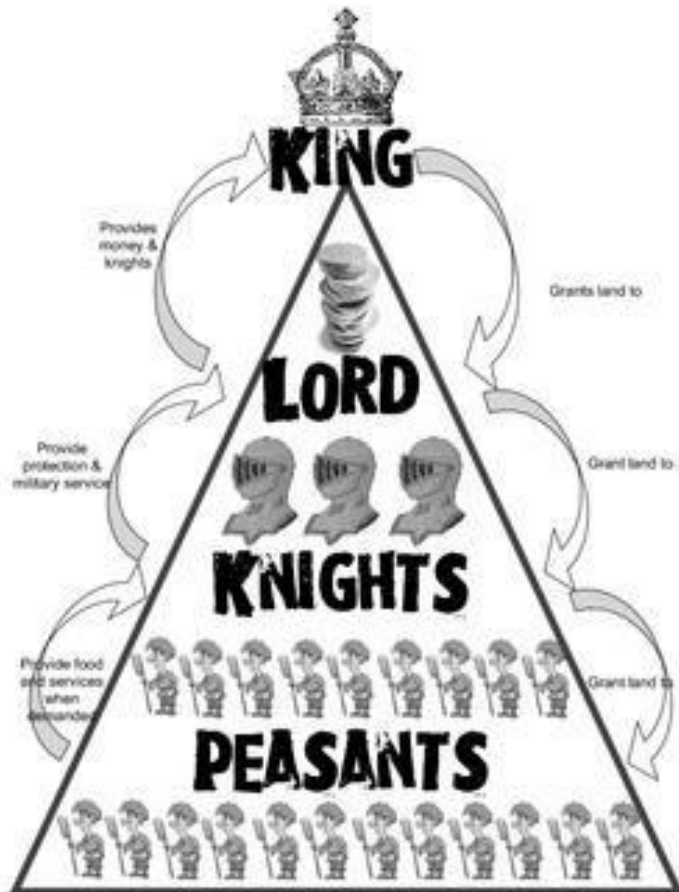 KING
Provides
money &
knights
Grants land to
LORD
Provide
protection &
military service
Grant land to
KNIGHTS
Provide food
and services
when
demanded
Grant land to
PEASANTS